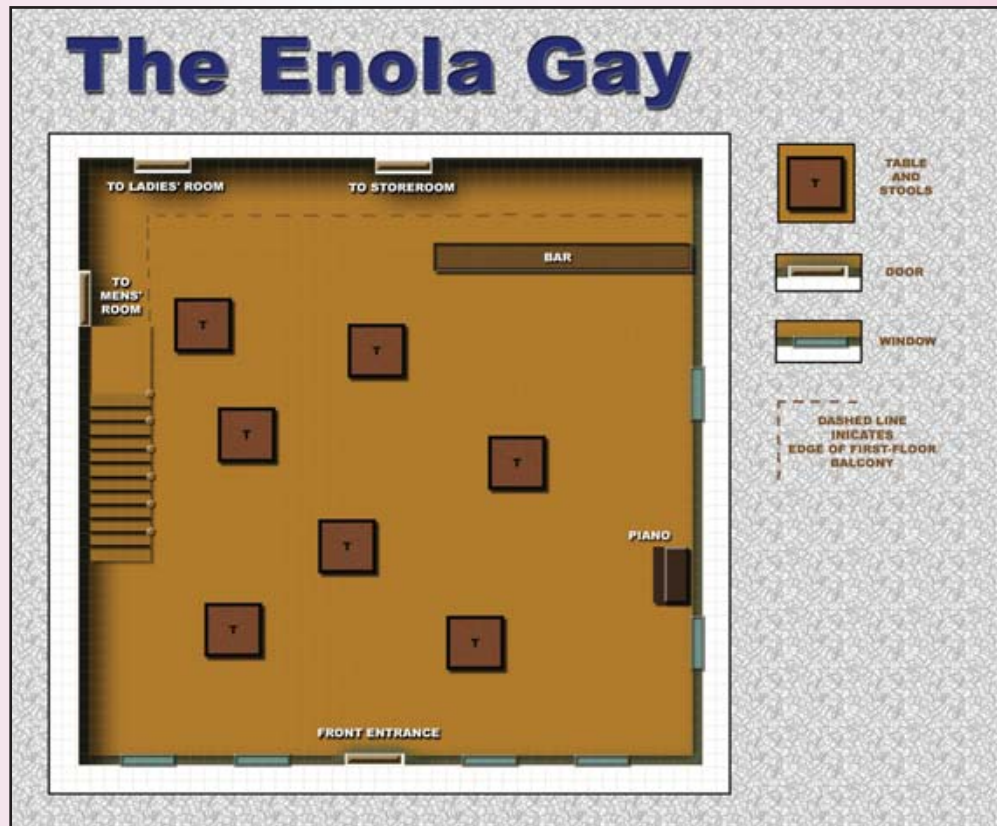 The Enola Gay
TO LADIES' ROOM
TO STOREROOM
BAR
TO
MENS'
ROOM
T
T
T
T
T
T
T
PIANO
FRONT ENTRANCE
T
TABLE
AND
STOOLS
DOOR
WINDOW
DASHED LINE
INICATES
EDGE OF FIRST-FLOOR
BALCONY